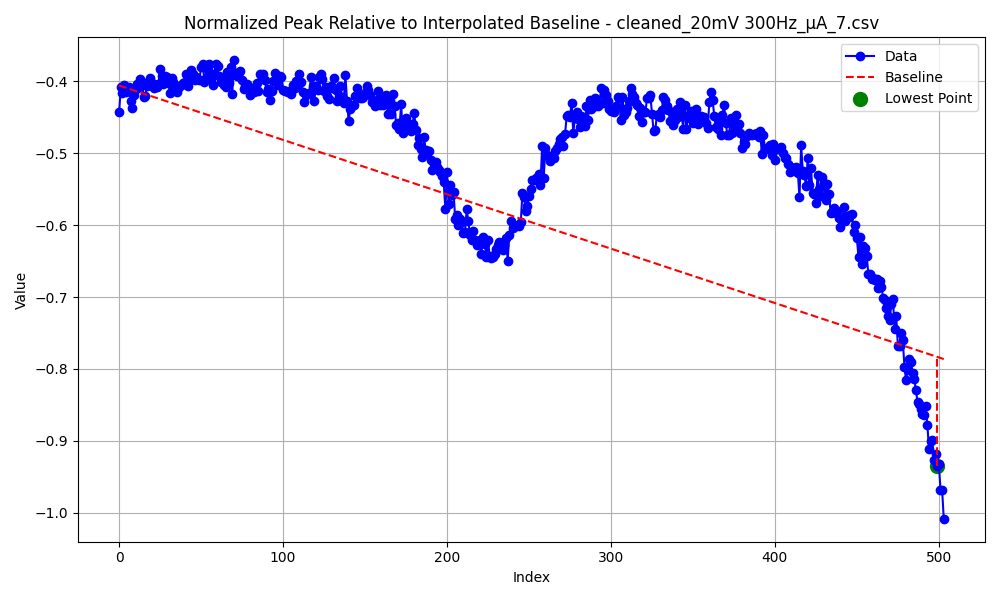 Normalized Peak Relative to Interpolated Baseline - cleaned_20mV 300Hz_µA_7.csv
Data
Baseline
Lowest Point
Value
−0.4
−0.5
−0.6
−0.7
−0.8
−0.9
−1.0
0 100 200 300 400 500
Index